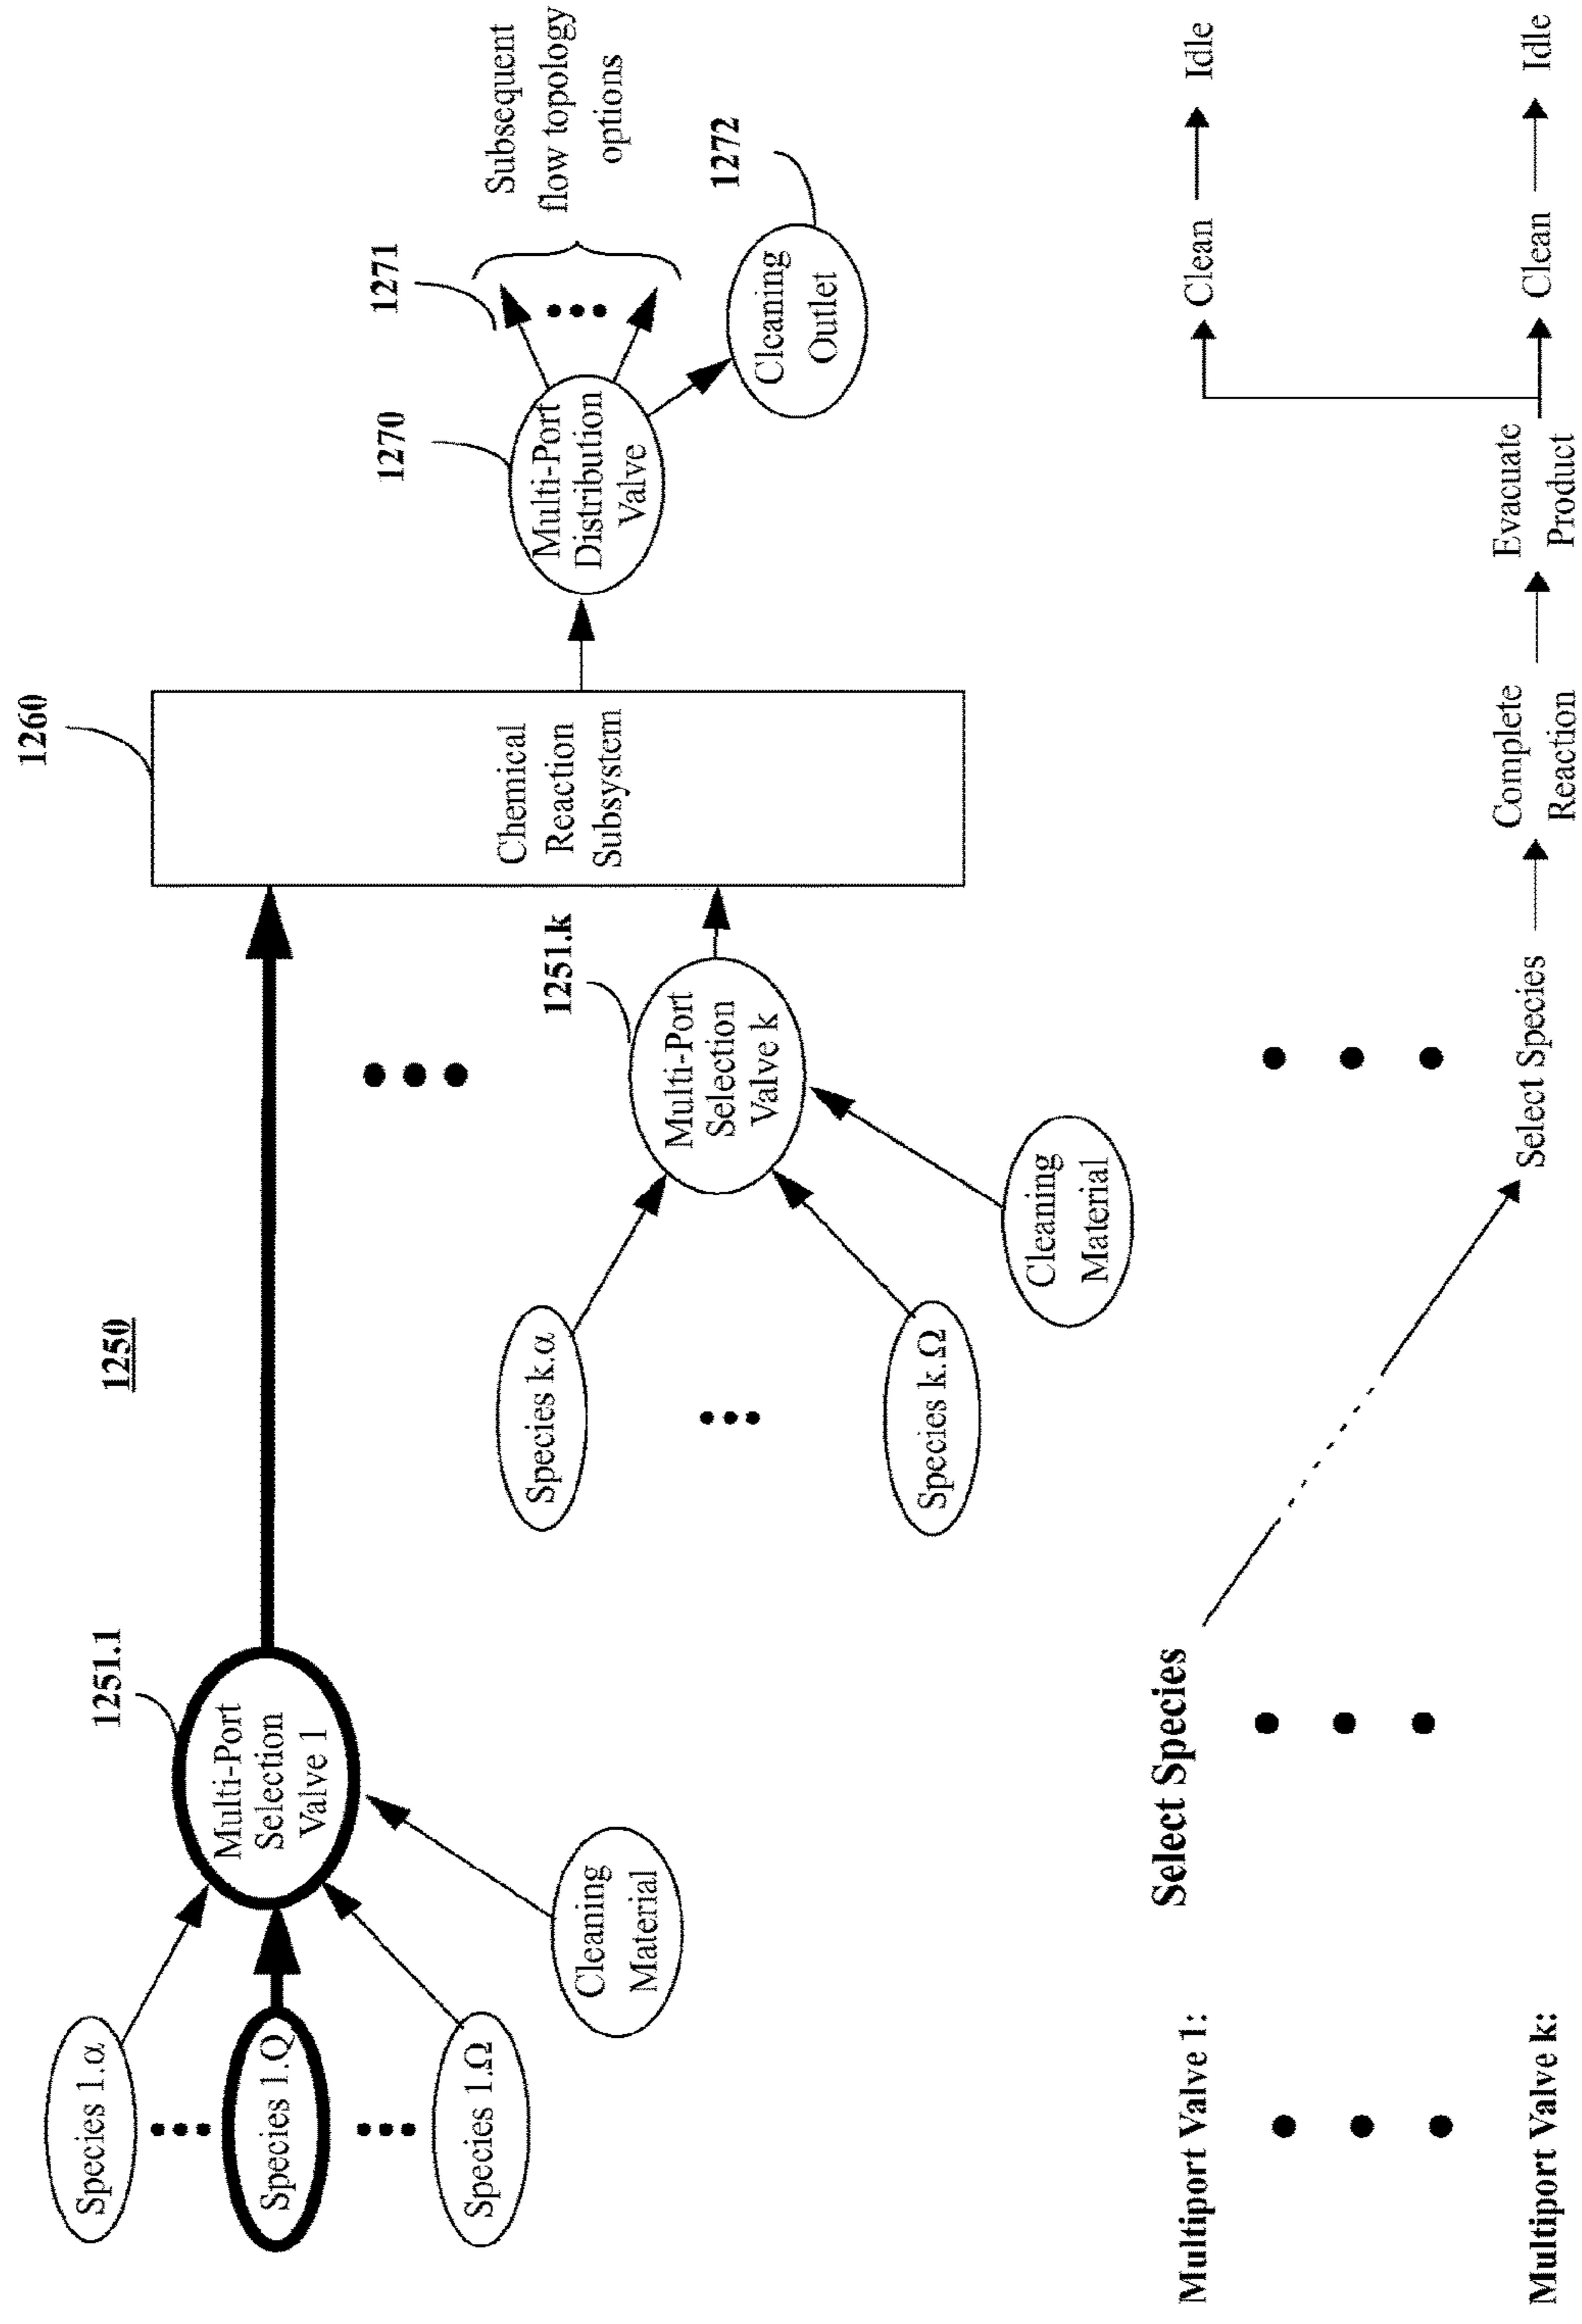 1250
Species 1.α
Species 1.Q
Species 1.Ω
Cleaning
Material
1251.1
Multi-Port
Selection
Valve 1
Species k.α
Species k.Ω
Cleaning
Material
1251.k
Multi-Port
Selection
Valve k
1260
Chemical
Reaction
Subsystem
1270
Multi-Port
Distribution
Valve
1271
Subsequent
flow topology
options
1272
Cleaning
Outlet
Multiport Valve 1:
Select Species
Clean
Idle
Multiport Valve k:
Select Species
Complete
Reaction
Evacuate
Product
Clean
Idle